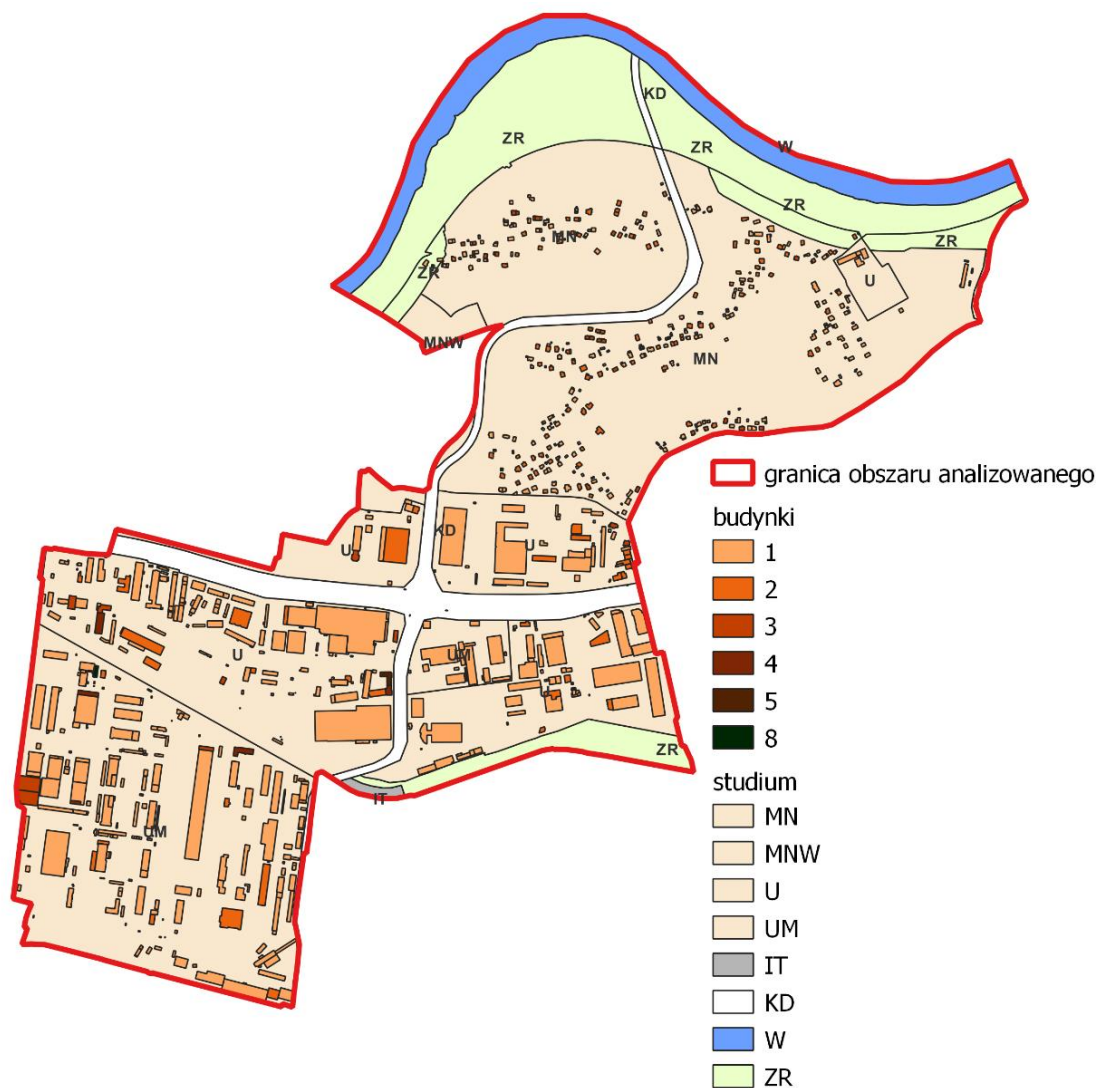 KD
ZR
ZR
W
ZR
MN
ZR
ZR
U
MNW
MN
granica obszaru analizowanego
budynki
KD
U
U
1
2
3
U
UM
4
U
5
ZR
8
IT
studium
UM
MN
MNW
U
UM
IT
KD
W
ZR